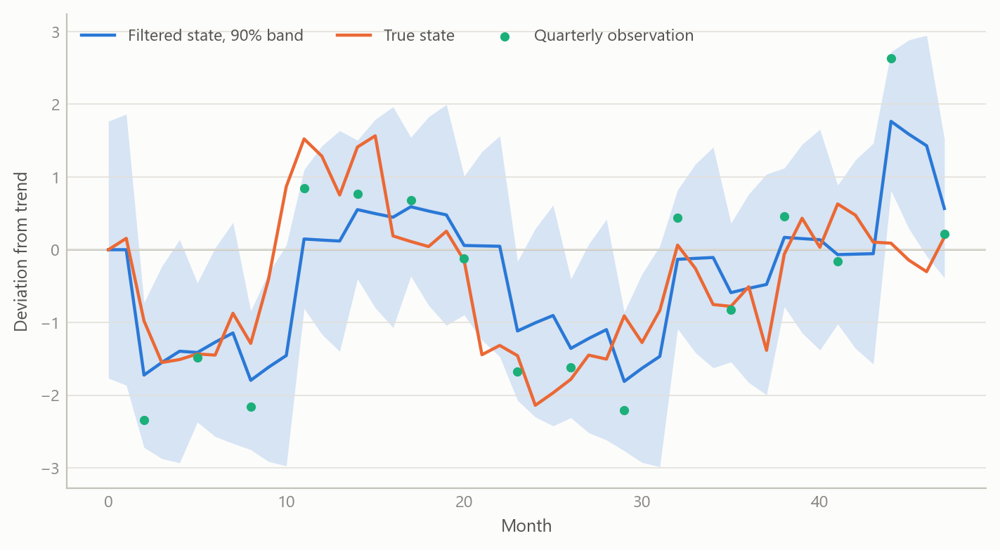 Filtered state, 90% band
True state
Quarterly observation
Deviation from trend
3
2
1
0
−1
−2
−3
0
10
20
30
40
Month